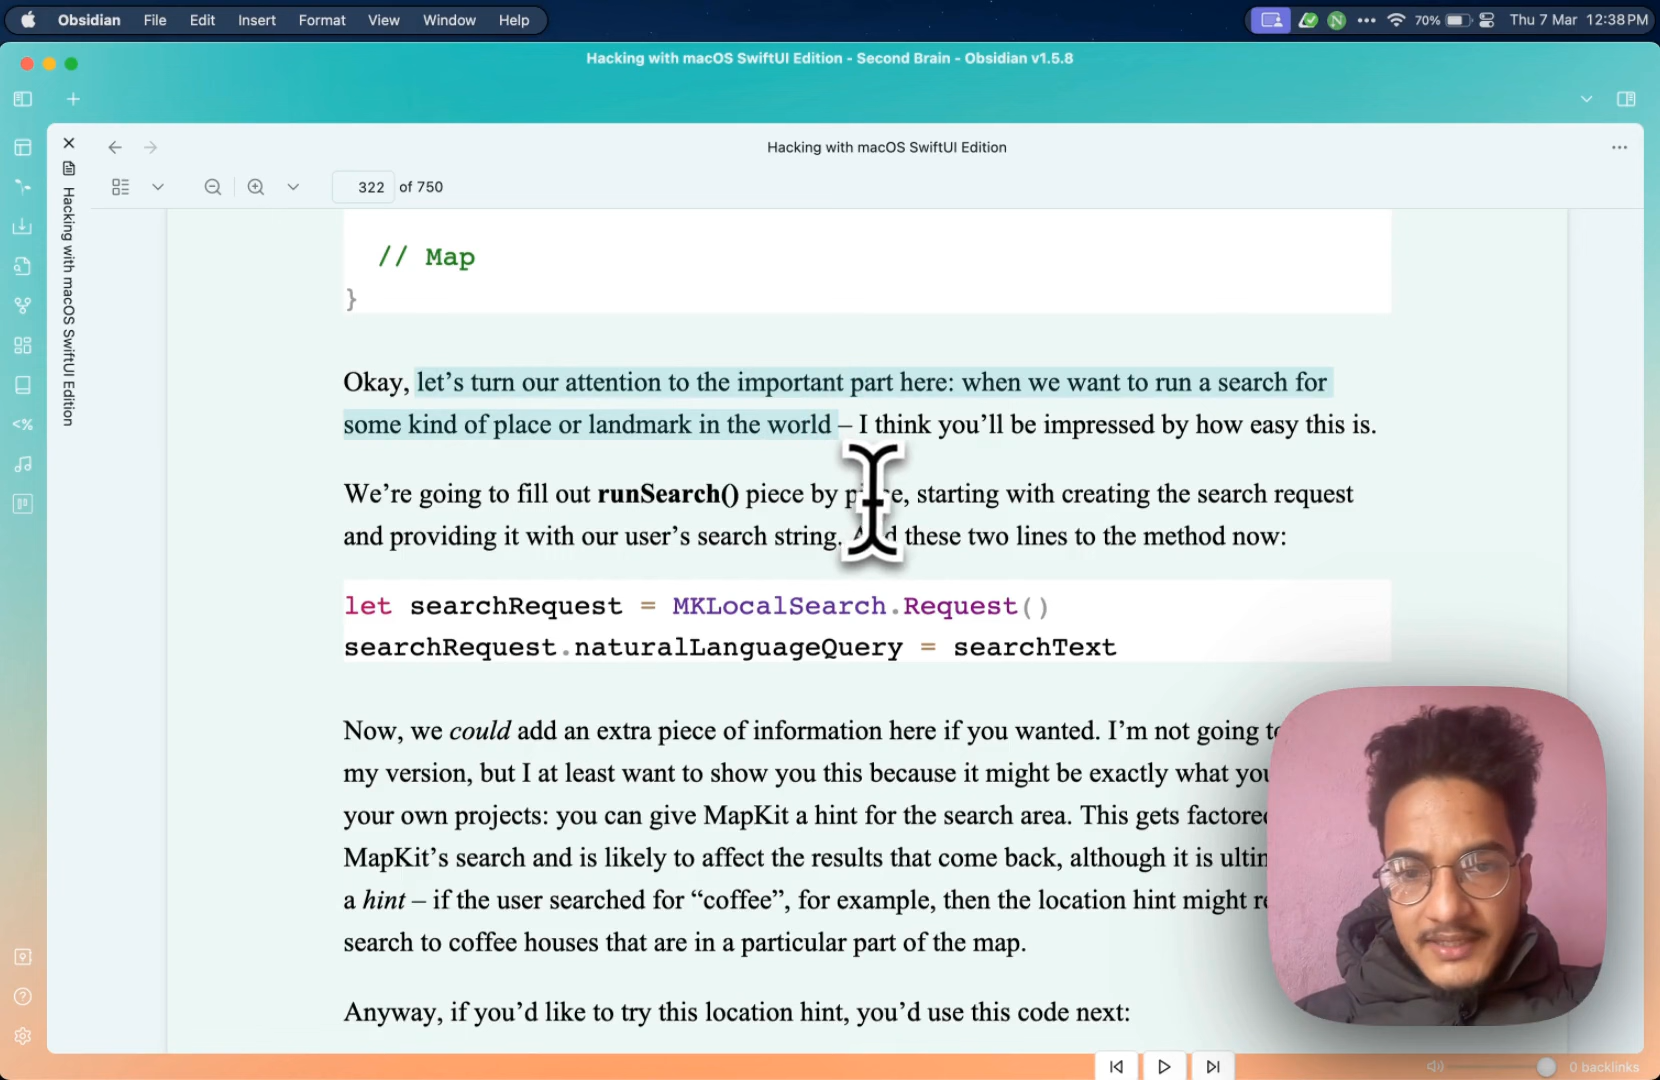 Obsidian File Edit Insert Format View Window Help 70% Thu 7 Mar 12:38 PM
Hacking with macOS SwiftUI Edition - Second Brain - Obsidian v1.5.8
Hacking with macOS SwiftUI Edition
Hacking with macOS SwiftUI Edition
322 of 750
// Map
}
Okay, let’s turn our attention to the important part here: when we want to run a search for
some kind of place or landmark in the world – I think you’ll be impressed by how easy this is.
We’re going to fill out runSearch() piece by piece, starting with creating the search request
and providing it with our user’s search string. Add these two lines to the method now:
let searchRequest = MKLocalSearch.Request()
searchRequest.naturalLanguageQuery = searchText
Now, we could add an extra piece of information here if you wanted. I’m not going to
my version, but I at least want to show you this because it might be exactly what you
your own projects: you can give MapKit a hint for the search area. This gets factored
MapKit’s search and is likely to affect the results that come back, although it is
a hint – if the user searched for “coffee”, for example, then the location hint might
search to coffee houses that are in a particular part of the map.
Anyway, if you’d like to try this location hint, you’d use this code next:
0 backlinks